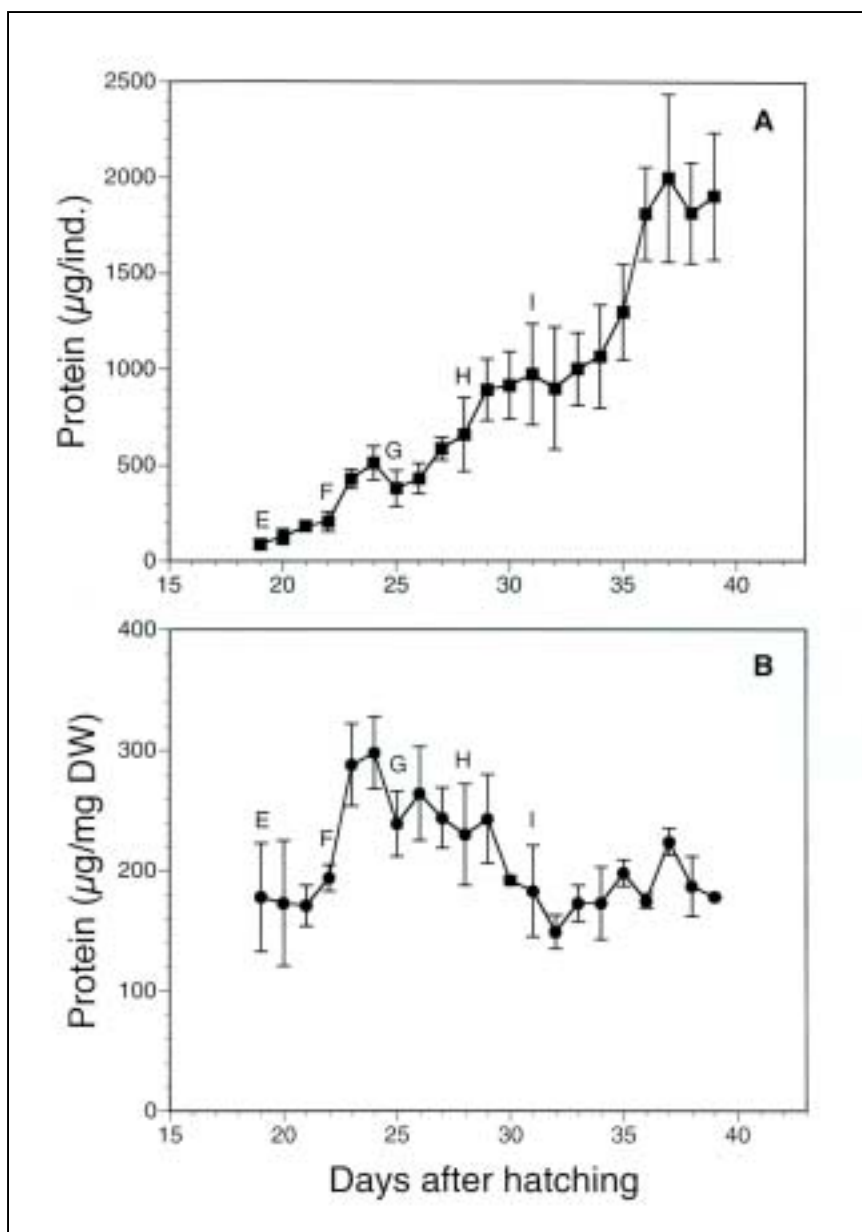 2500
A
2000
1500
1000
500
0
Protein (µg/ind.)
E
F
G
H
I
15 20 25 30 35 40
400
B
300
200
100
0
Protein (µg/mg DW)
E
F
G
H
I
15 20 25 30 35 40
Days after hatching